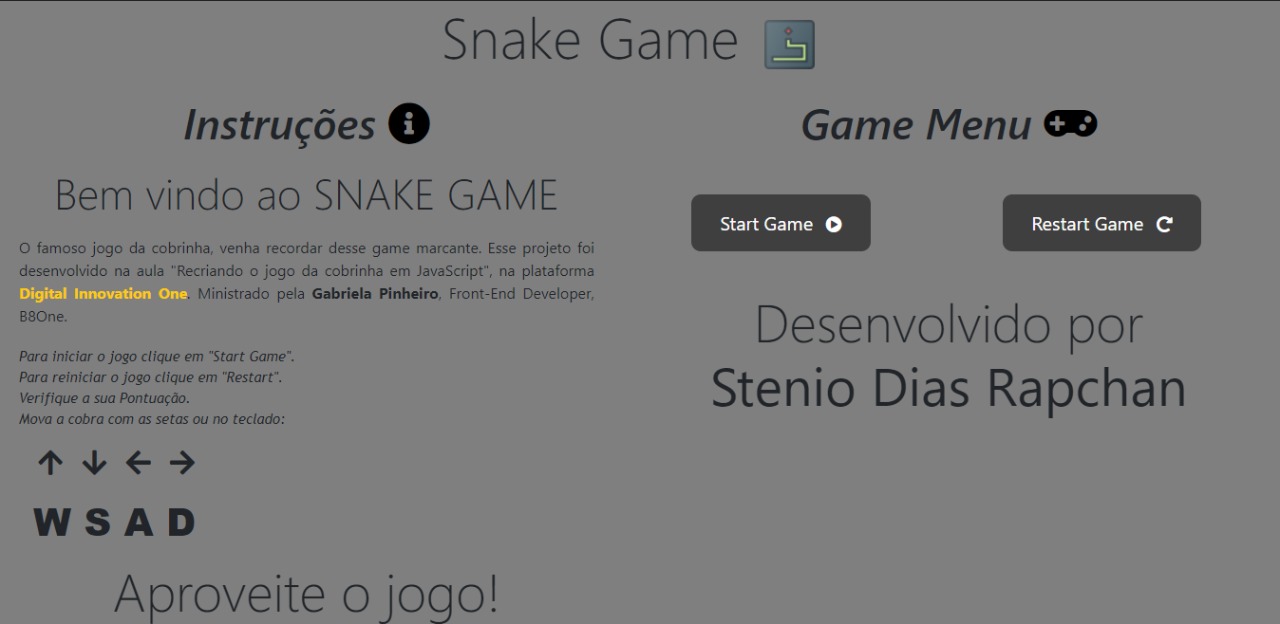 Snake Game
Instruções
Bem vindo ao SNAKE GAME
O famoso jogo da cobrinha, venha recordar desse game marcante. Esse projeto foi
desenvolvido na aula "Recriando o jogo da cobrinha em JavaScript", na plataforma
Digital Innovation One. Ministrado pela Gabriela Pinheiro, Front-End Developer,
B8One.
Para iniciar o jogo clique em "Start Game".
Para reiniciar o jogo clique em "Restart".
Verifique a sua Pontuação.
Mova a cobra com as setas ou no teclado:
↑ ↓ ← →
W S A D
Aproveite o jogo!
Game Menu
Start Game
Restart Game
Desenvolvido por
Stenio Dias Rapchan